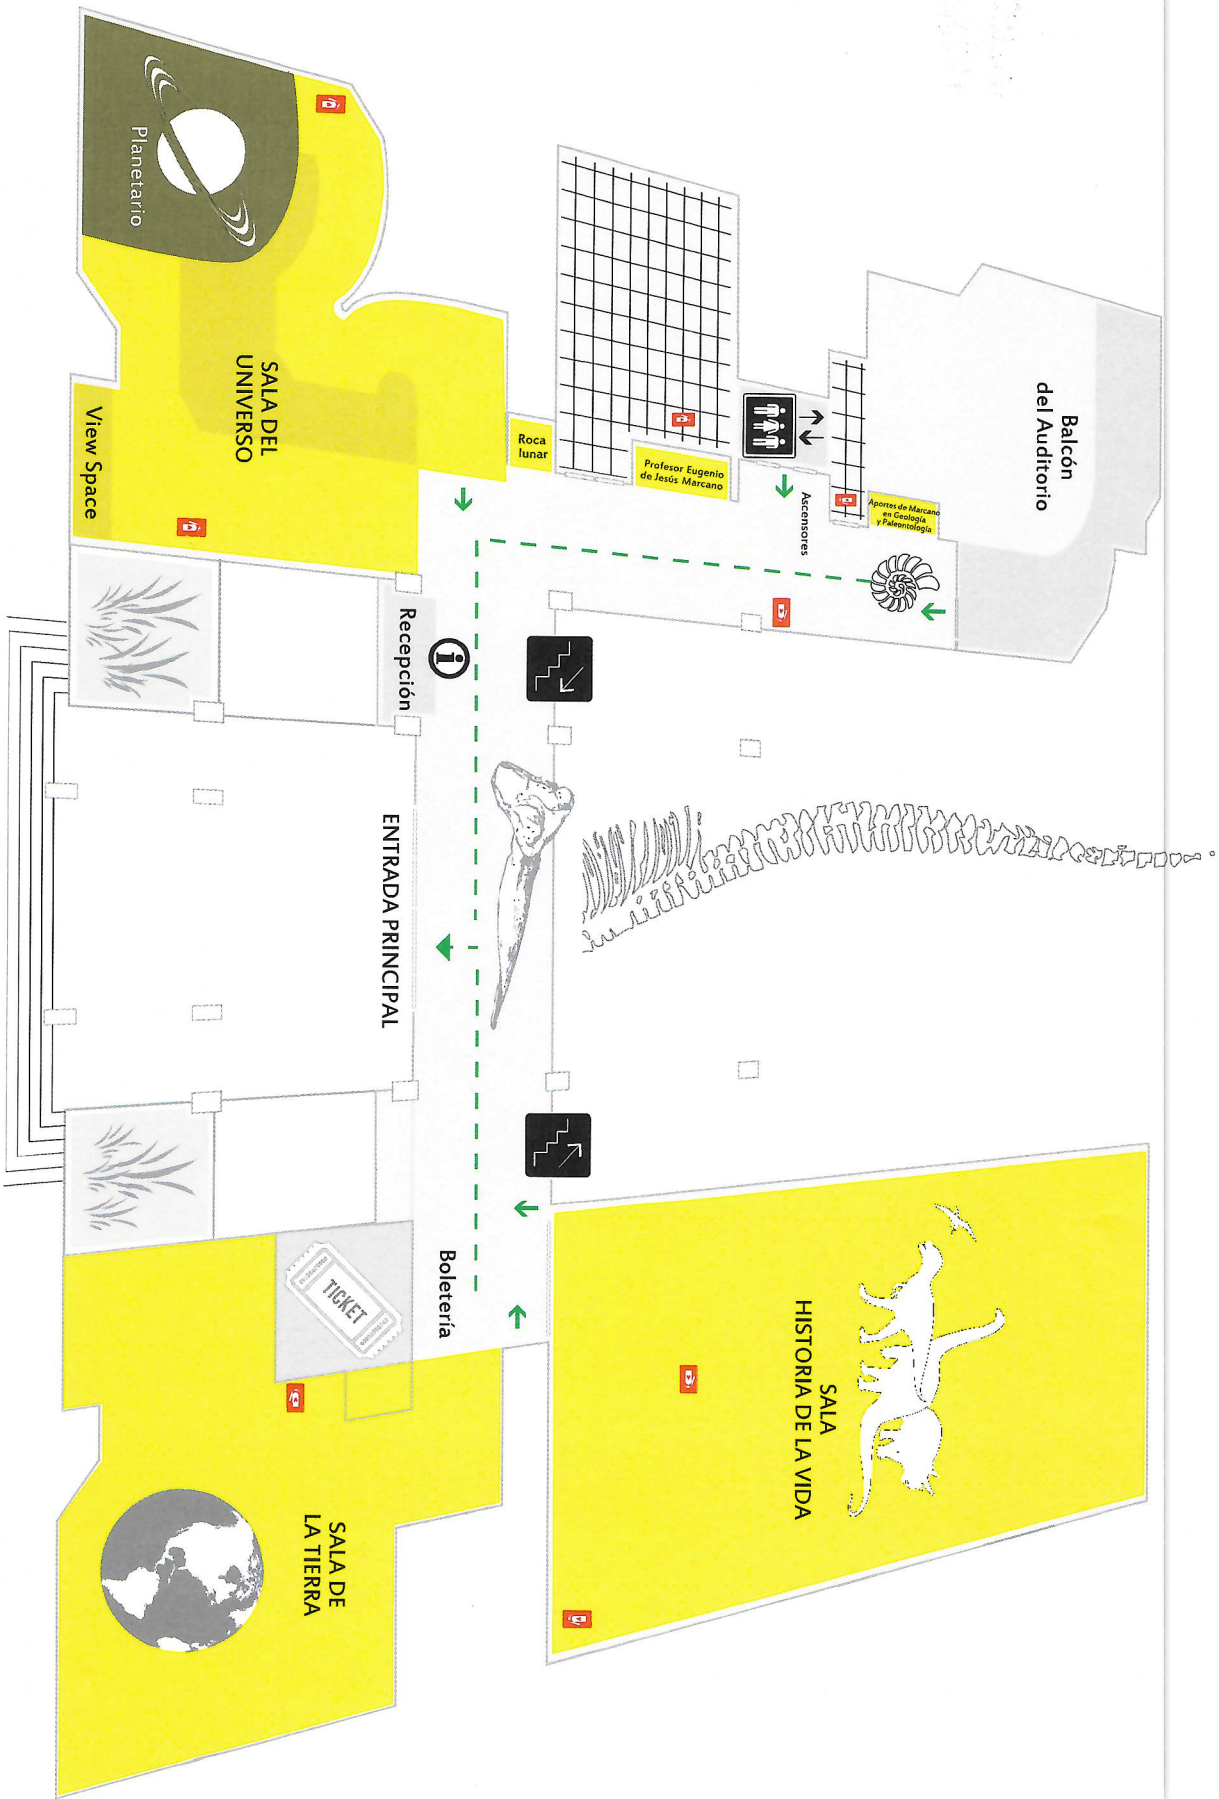 Planetario
SALA DEL
UNIVERSO
View Space
Roca
lunar
Profesor Eugenio
de Jesús Marcano
Ascensores
Aportes de Marcano
en Geología
y Paleontología
Balcón
del Auditorio
Recepción
i
ENTRADA PRINCIPAL
Boletería
TICKET
SALA
HISTORIA DE LA VIDA
SALA DE
LA TIERRA